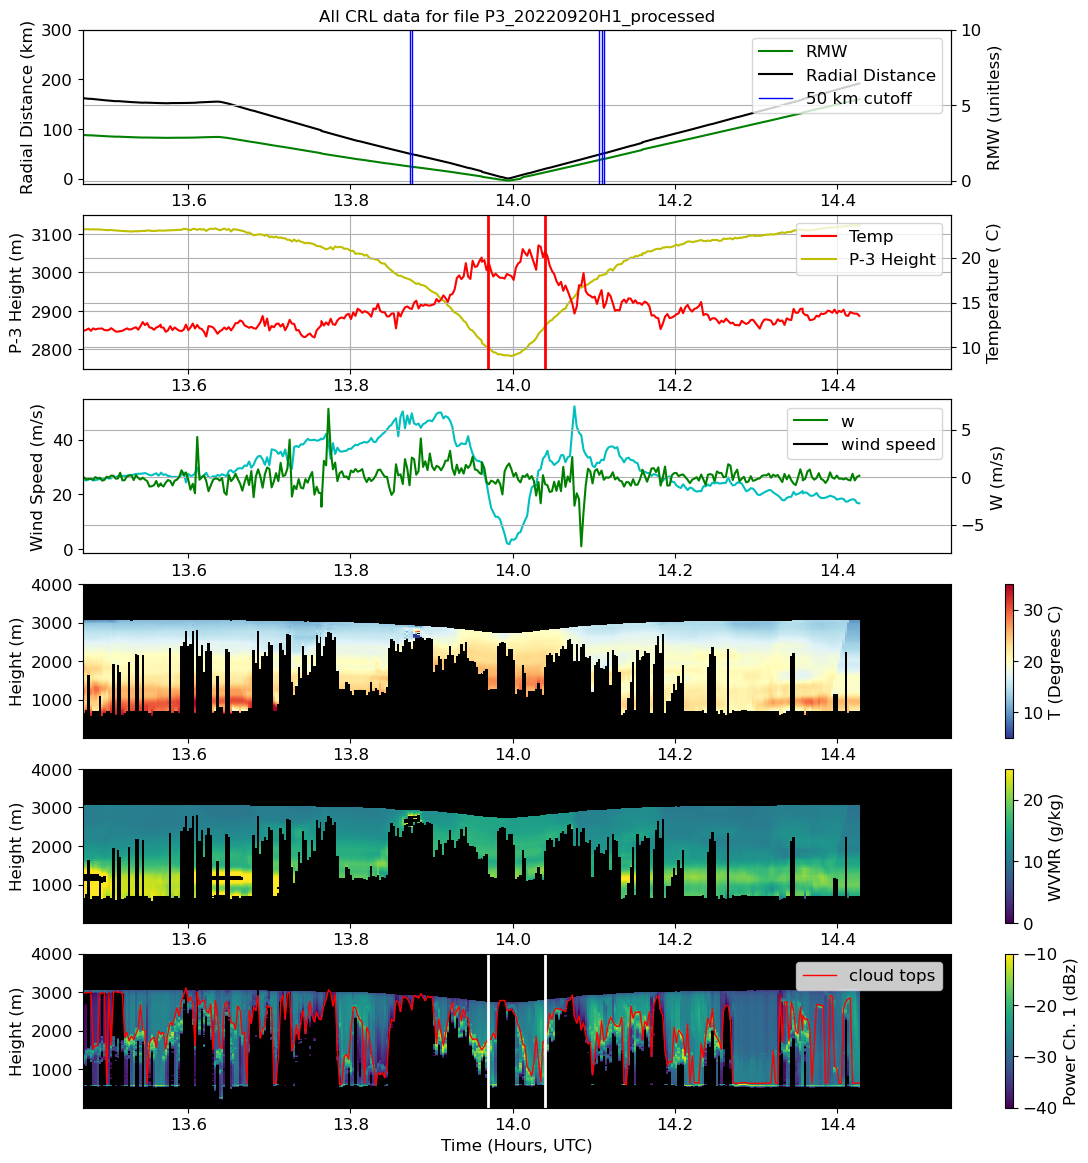 All CRL data for file P3_20220920H1_processed
Radial Distance (km)
300
200
100
0
RMW
Radial Distance
50 km cutoff
10
5
0
RMW (unitless)
13.6 13.8 14.0 14.2 14.4
P-3 Height (m)
3100
3000
2900
2800
Temp
P-3 Height
20
15
10
Temperature ( C)
13.6 13.8 14.0 14.2 14.4
Wind Speed (m/s)
40
20
0
w
wind speed
5
0
−5
W (m/s)
13.6 13.8 14.0 14.2 14.4
Height (m)
4000
3000
2000
1000
30
20
10
T (Degrees C)
13.6 13.8 14.0 14.2 14.4
Height (m)
4000
3000
2000
1000
20
10
0
WVMR (g/kg)
13.6 13.8 14.0 14.2 14.4
Height (m)
4000
3000
2000
1000
cloud tops
−10
−20
−30
−40
Power Ch. 1 (dBz)
13.6 13.8 14.0 14.2 14.4
Time (Hours, UTC)